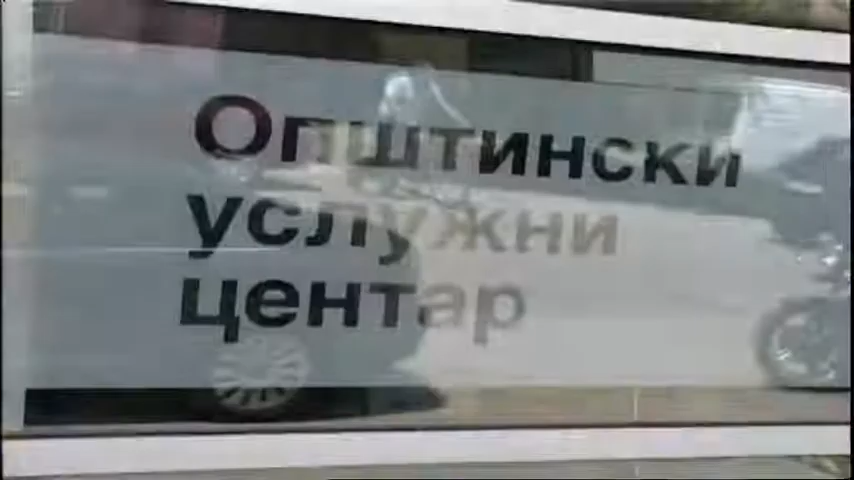 Општински
услужни
центар